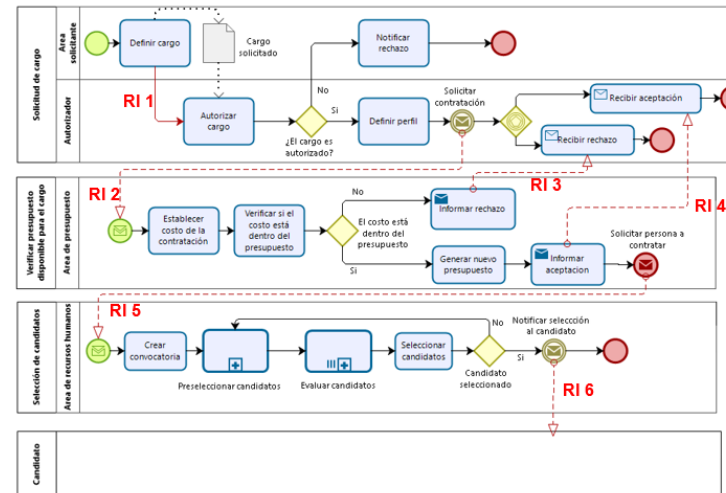 Solicitud de cargo
Area
solicitante
Definir cargo
Cargo
solicitado
Notificar
rechazo
RI 1
Autorizador
Autorizar
cargo
No
Si
¿El cargo es
autorizado?
Definir perfil
Solicitar
contratación
Recibir aceptación
Recibir rechazo
RI 2
RI 3
RI 4
Verificar presupuesto
disponible para el cargo
Area de presupuesto
Establecer
costo de la
contratación
Verificar si el
costo está
dentro del
presupuesto
No
El costo está
dentro del
presupuesto
Si
Informar rechazo
Generar nuevo
presupuesto
Informar
aceptacion
Solicitar persona a
contratar
RI 5
Selección de candidatos
Area de recursos humanos
Crear
convocatoria
Preseleccionar candidatos
Evaluar candidatos
Seleccionar
candidatos
No
Candidato
seleccionado
Si
Notificar selección
al candidato
RI 6
Candidato